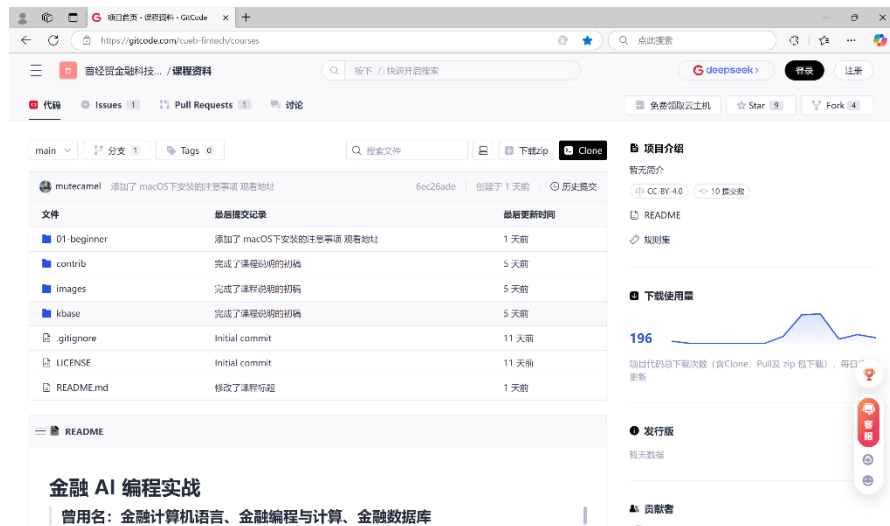 项目首页 - 课程资料 - GitCode
https://gitcode.com/cueb-fintech/courses
点此搜索
首经贸金融科技... /课程资料
按下 / 快速开启搜索
deepseek
登录
注册
代码
Issues 1
Pull Requests 1
讨论
免费领取云主机
Star 9
Fork 4
main
分支 1
Tags 0
搜索文件
下载zip
Clone
mutecamel 添加了 macOS下安装的注意事项 观看地址
6ec26ade
创建于 1 天前
历史提交
文件 最后提交记录 最后更新时间
01-beginner 添加了 macOS下安装的注意事项 观看地址 1 天前
contrib 完成了课程说明的初稿 5 天前
images 完成了课程说明的初稿 5 天前
kbase 完成了课程说明的初稿 5 天前
.gitignore Initial commit 11 天前
LICENSE Initial commit 11 天前
README.md 修改了课程标题 1 天前
README
金融 AI 编程实战
曾用名：金融计算机语言、金融编程与计算、金融数据库
项目介绍
暂无简介
CC-BY-4.0
10 提交数
README
规则集
下载使用量
196
项目代码总下载次数（含Clone、Pull及 zip 包下载），每日
更新
发行版
暂无数据
贡献者
客服